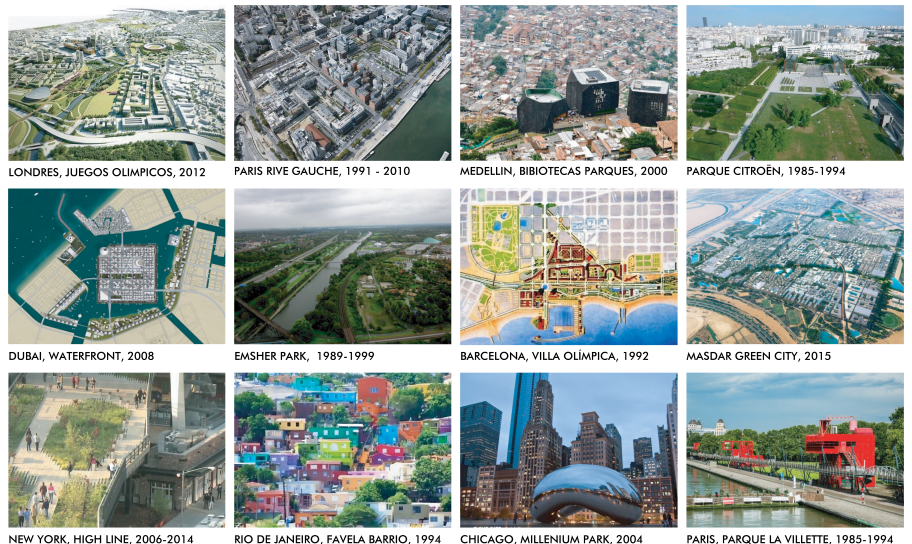 LONDRES, JUEGOS OLIMPICOS, 2012
PARIS RIVE GAUCHE, 1991 - 2010
MEDELLIN, BIBIOTECAS PARQUES, 2000
PARQUE CITROËN, 1985-1994
DUBAI, WATERFRONT, 2008
EMSHER PARK, 1989-1999
BARCELONA, VILLA OLÍMPICA, 1992
MASDAR GREEN CITY, 2015
NEW YORK, HIGH LINE, 2006-2014
RIO DE JANEIRO, FAVELA BARRIO, 1994
CHICAGO, MILLENIUM PARK, 2004
PARIS, PARQUE LA VILLETTE, 1985-1994